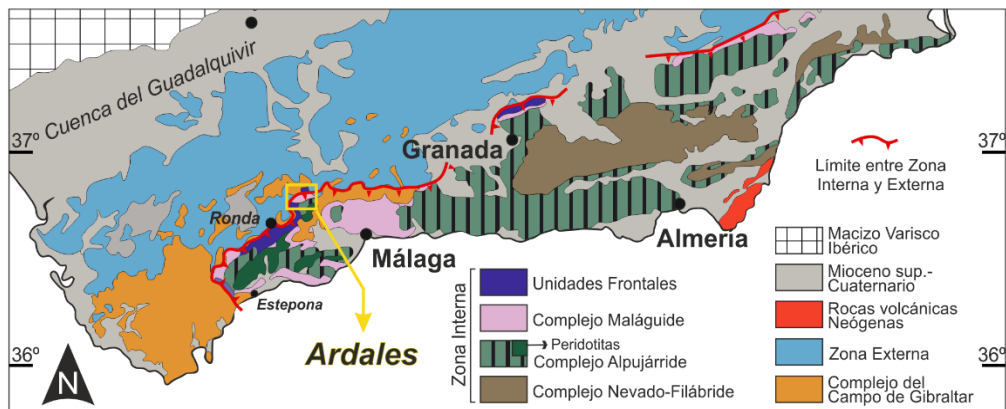 Cuenca del Guadalquivir
37º
37º
Granada
Límite entre Zona
Interna y Externa
Ronda
Málaga
Almería
Estepona
Ardales
36º
36º
N
Zona Interna
Unidades Frontales
Complejo Maláguide
Peridotitas
Complejo Alpujárride
Complejo Nevado-Filábride
Macizo Varisco
Ibérico
Mioceno sup.-
Cuaternario
Rocas volcánicas
Neógenas
Zona Externa
Complejo del
Campo de Gibraltar